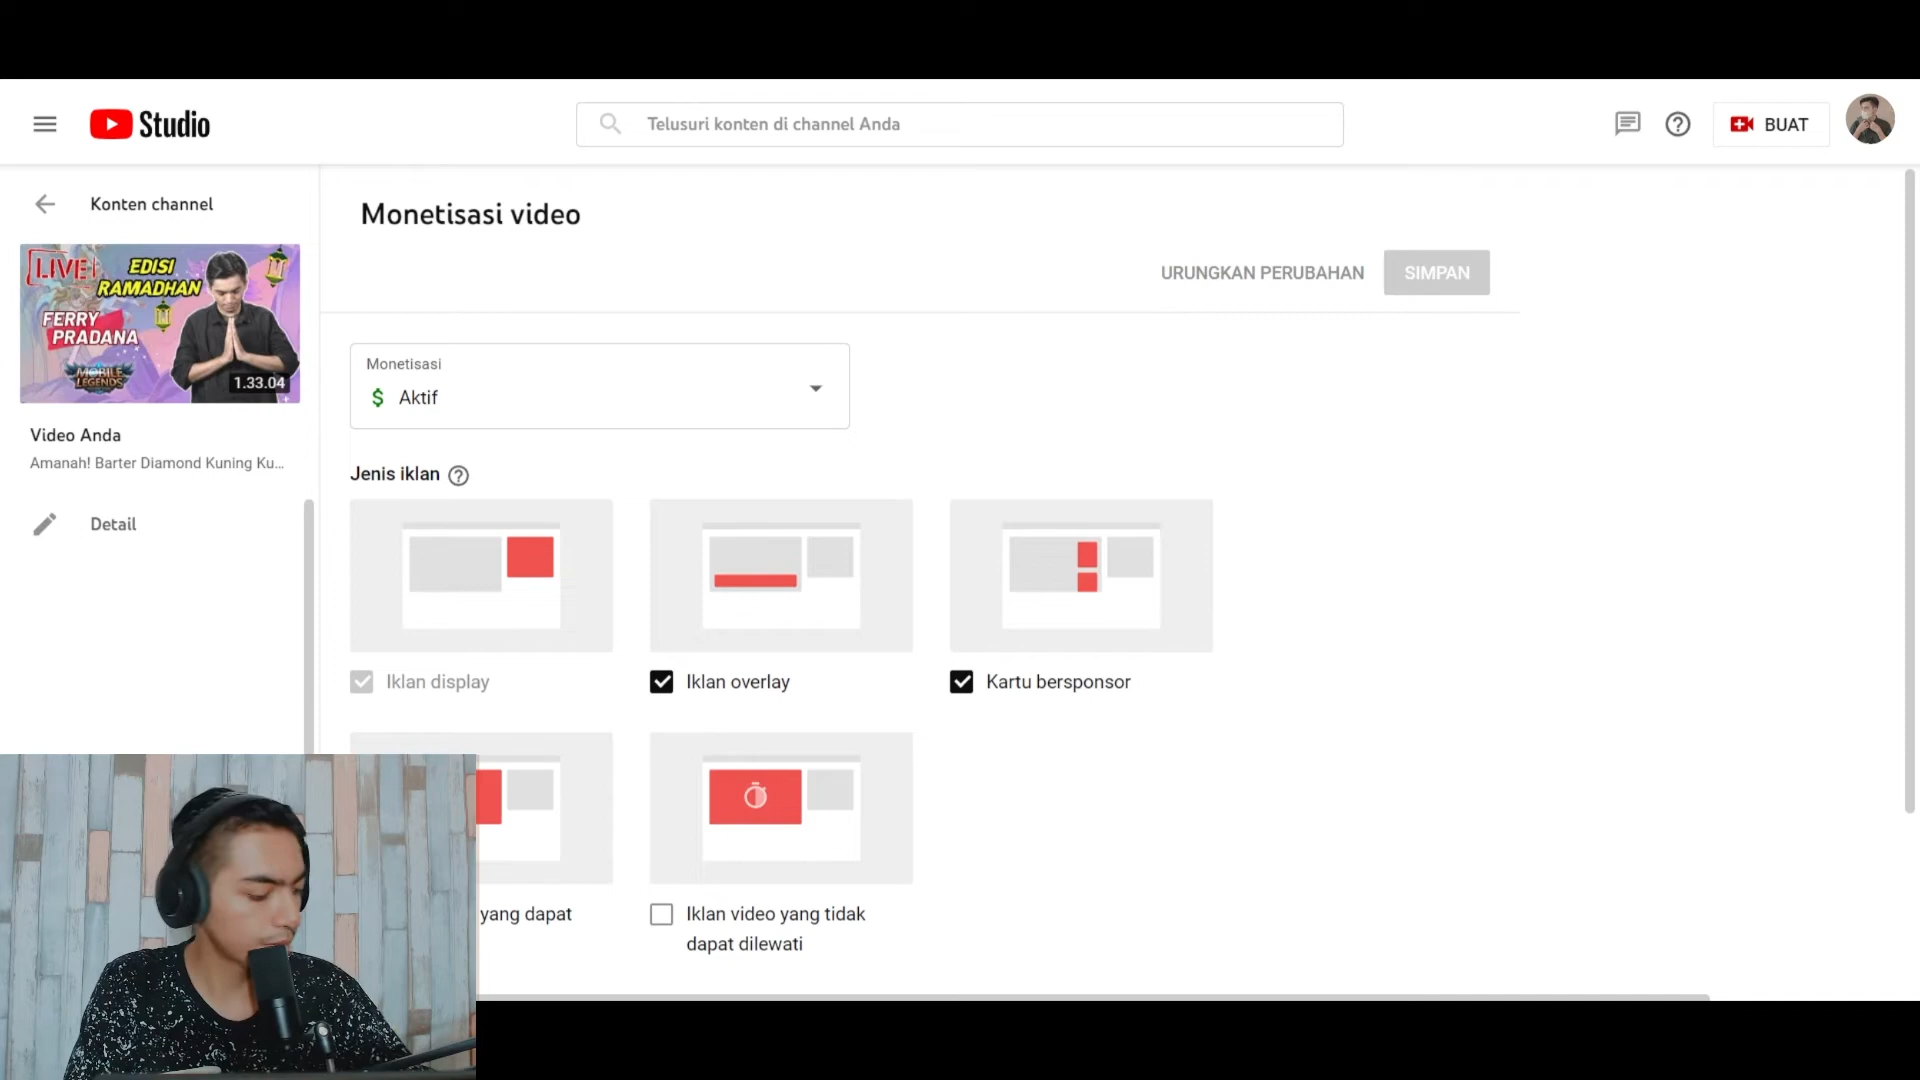 Studio
Telusuri konten di channel Anda
BUAT
Konten channel
Monetisasi video
[LIVE]
EDISI
RAMADHAN
FERRY
PRADANA
MOBILE
LEGENDS
1.33.04
URUNGKAN PERUBAHAN
SIMPAN
Monetisasi
$ Aktif
Video Anda
Amanah! Barter Diamond Kuning Ku...
Detail
Jenis iklan
Iklan display
Iklan overlay
Kartu bersponsor
yang dapat
Iklan video yang tidak
dapat dilewati